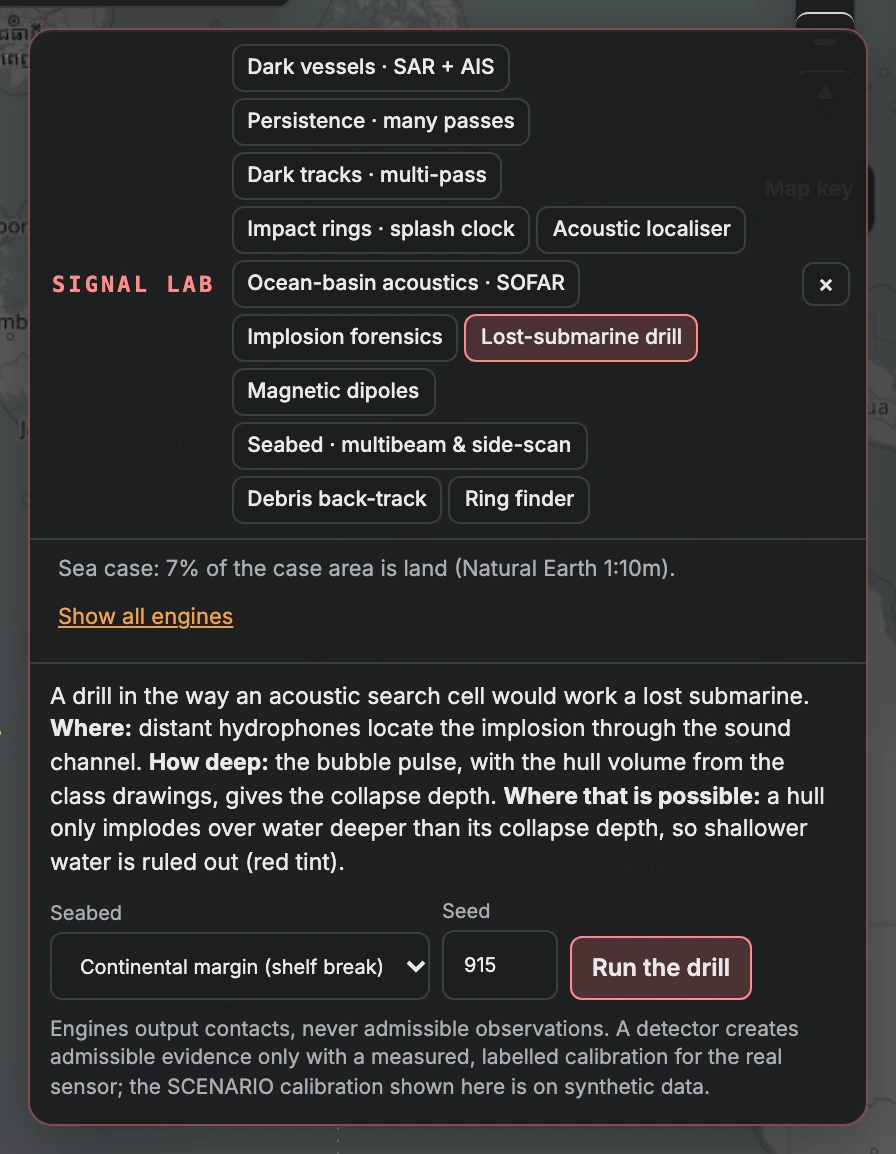 Dark vessels · SAR + AIS
Persistence · many passes
Dark tracks · multi-pass
Map key
Impact rings · splash clock
Acoustic localiser
SIGNAL LAB
Ocean-basin acoustics · SOFAR
×
Implosion forensics
Lost-submarine drill
Magnetic dipoles
Seabed · multibeam & side-scan
Debris back-track
Ring finder
Sea case: 7% of the case area is land (Natural Earth 1:10m).
Show all engines
A drill in the way an acoustic search cell would work a lost submarine.
Where: distant hydrophones locate the implosion through the sound
channel. How deep: the bubble pulse, with the hull volume from the
class drawings, gives the collapse depth. Where that is possible: a hull
only implodes over water deeper than its collapse depth, so shallower
water is ruled out (red tint).
Seabed
Seed
Continental margin (shelf break)
915
Run the drill
Engines output contacts, never admissible observations. A detector creates
admissible evidence only with a measured, labelled calibration for the real
sensor; the SCENARIO calibration shown here is on synthetic data.